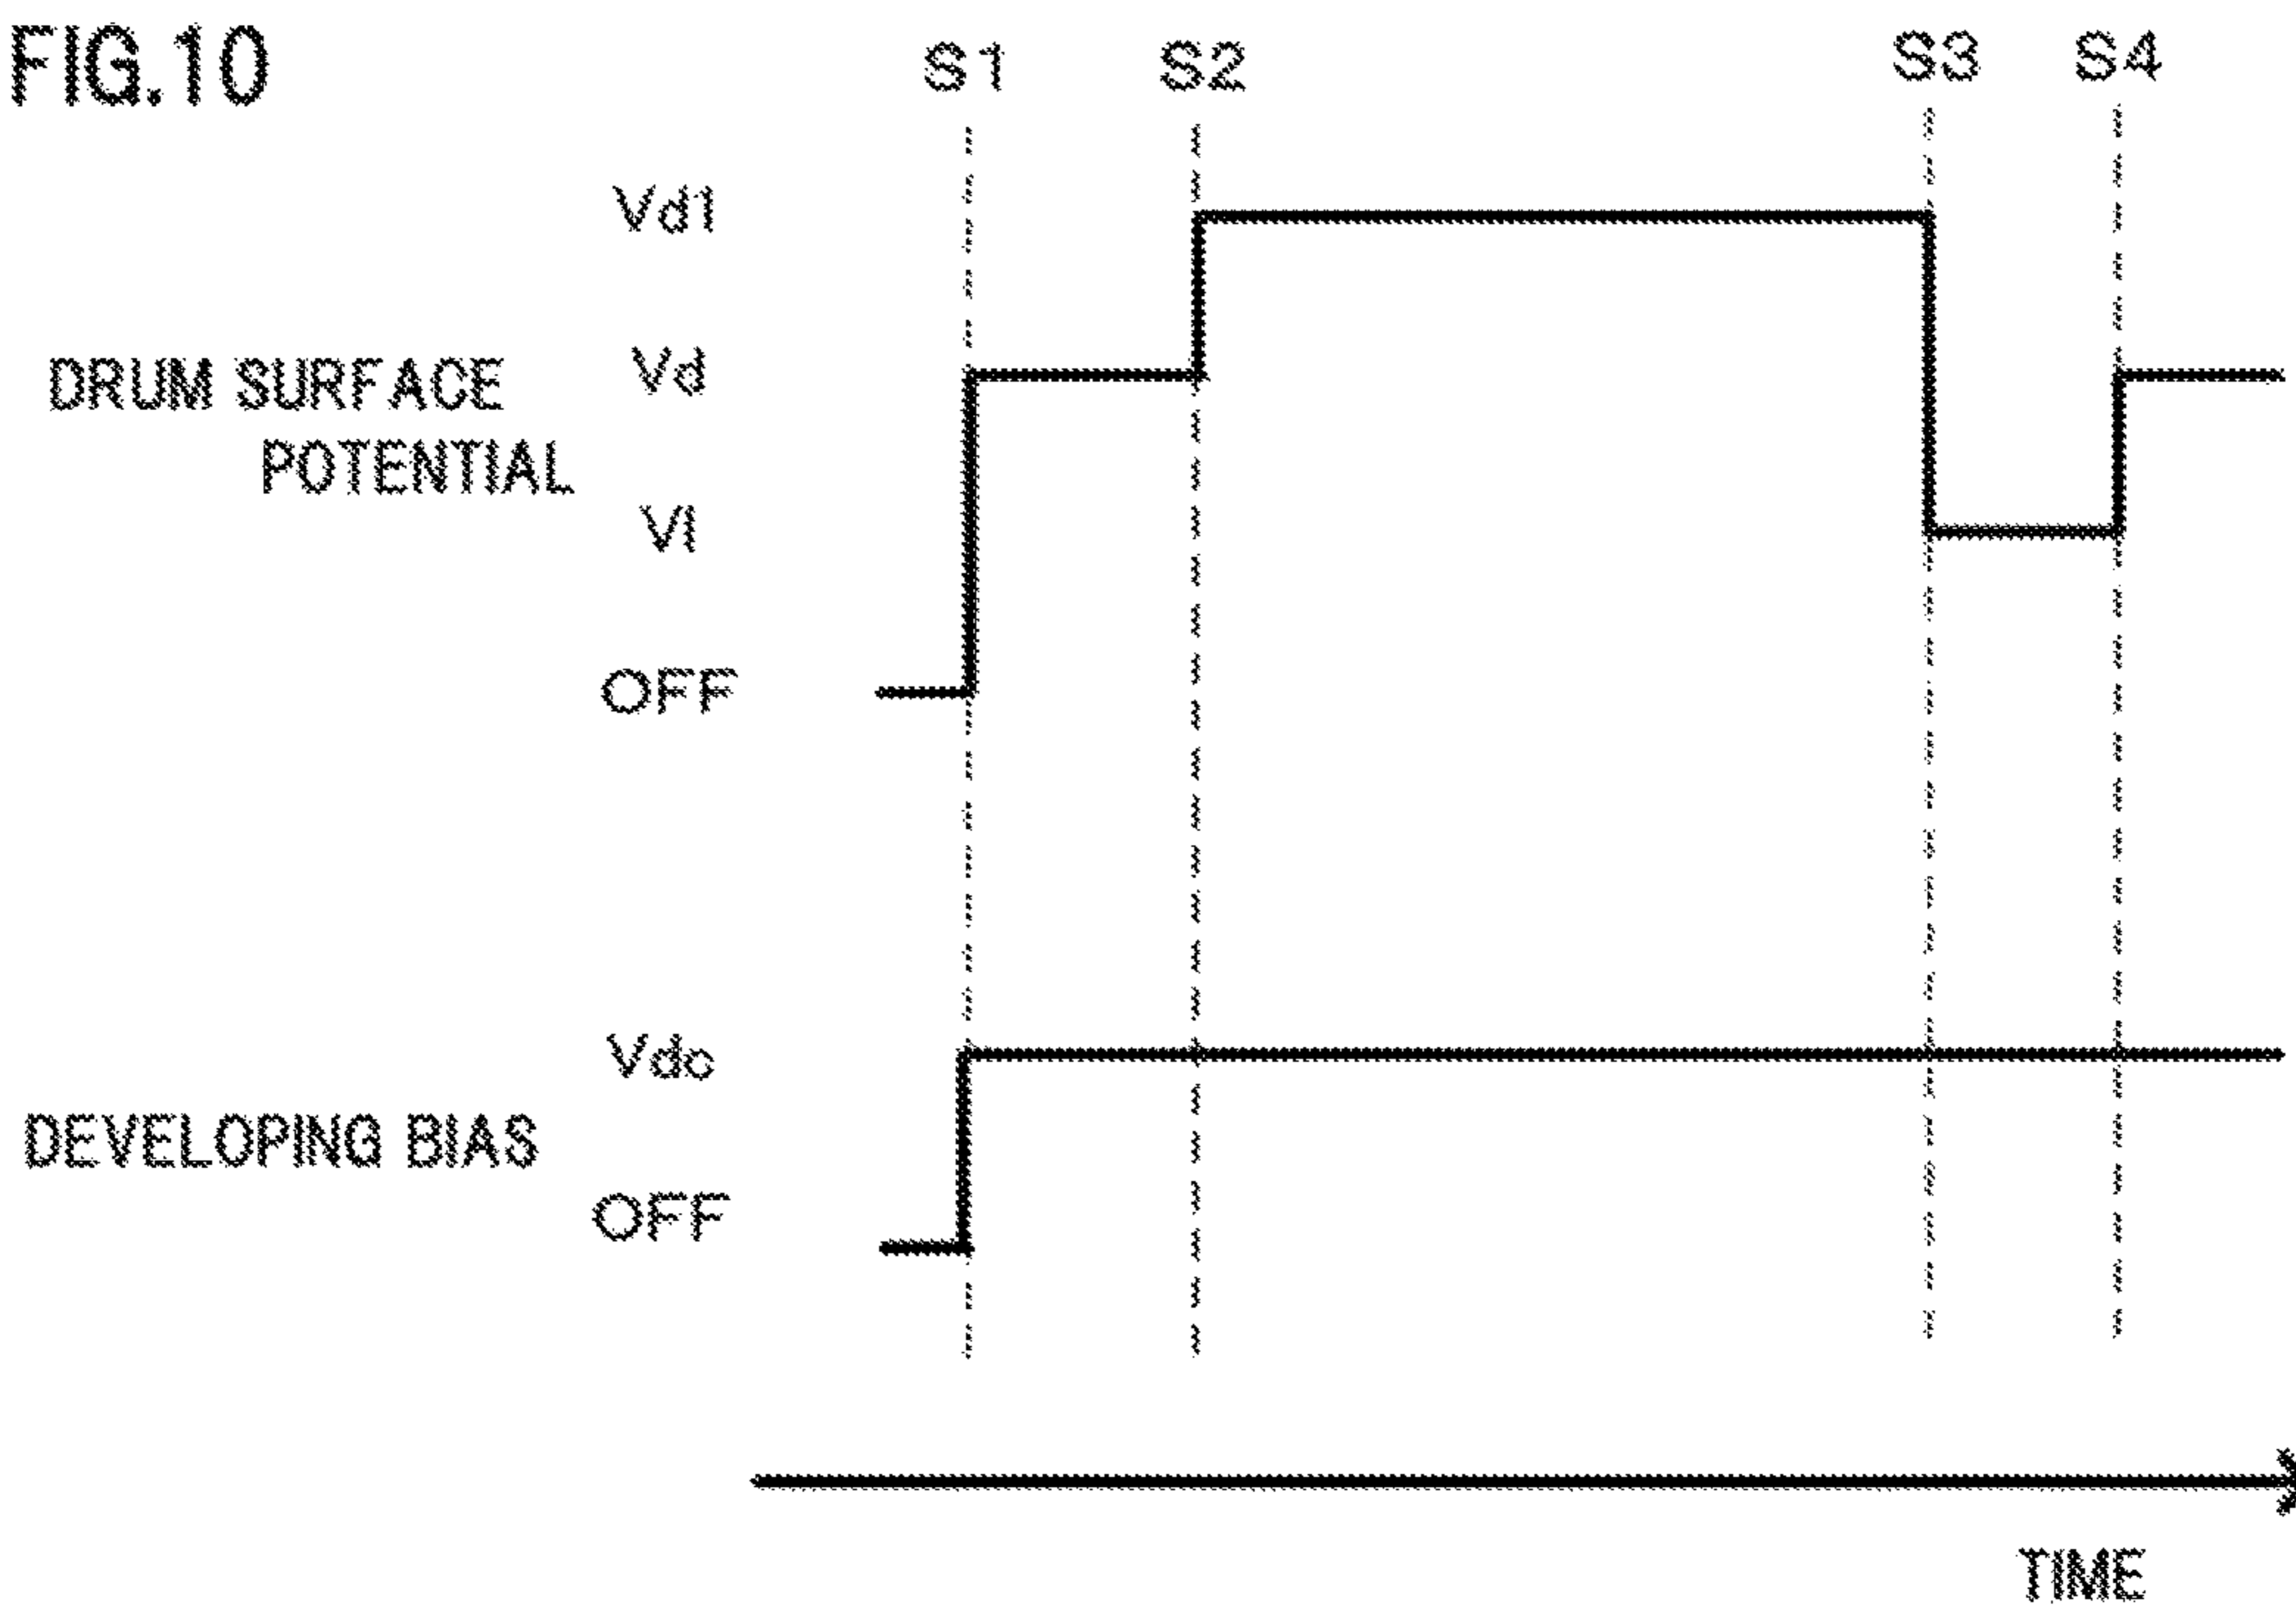 FIG.10
S1 S2 S3 S4
Vd1
DRUM SURFACE Vd
POTENTIAL
Vl
OFF
Vdc
DEVELOPING BIAS
OFF
TIME